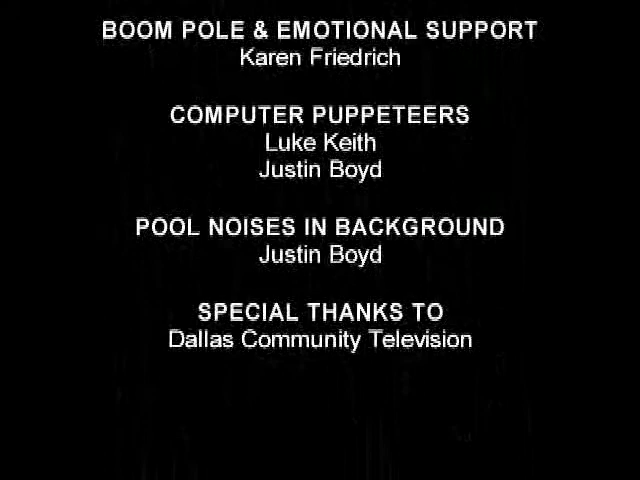 BOOM POLE & EMOTIONAL SUPPORT
Karen Friedrich
COMPUTER PUPPETEERS
Luke Keith
Justin Boyd
POOL NOISES IN BACKGROUND
Justin Boyd
SPECIAL THANKS TO
Dallas Community Television